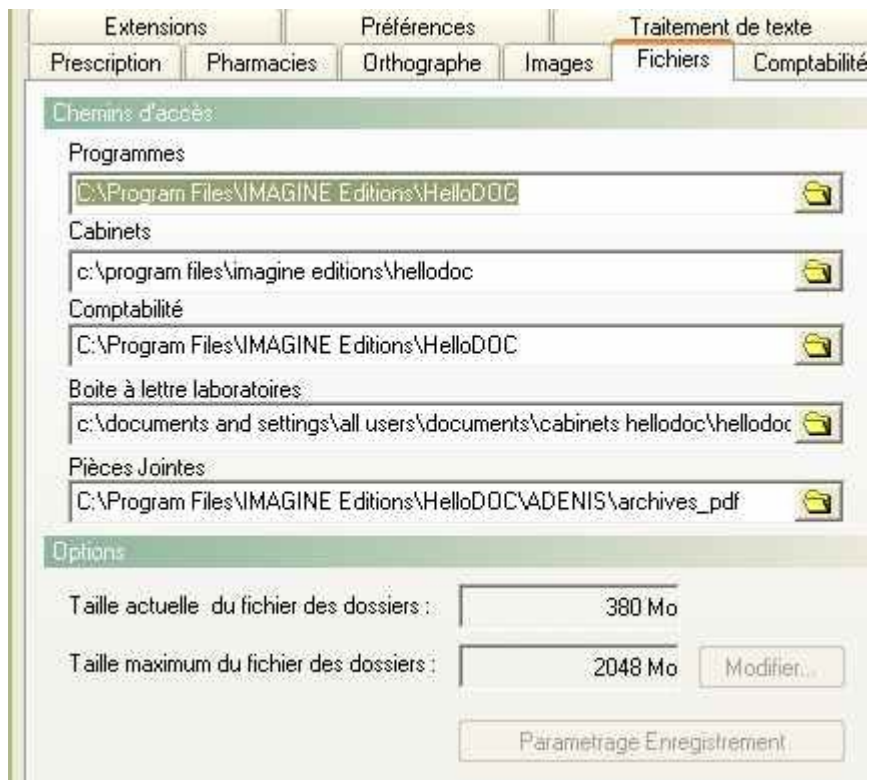 Extensions Préférences Traitement de texte
Prescription Pharmacies Orthographe Images Fichiers Comptabilité
Chemins d'accès
Programmes
C:\Program Files\IMAGINE Editions\HelloDOC
Cabinets
c:\program files\imagine editions\hellodoc
Comptabilité
C:\Program Files\IMAGINE Editions\HelloDOC
Boite à lettre laboratoires
c:\documents and settings\all users\documents\cabinets hellodoc\hellodoc
Pièces Jointes
C:\Program Files\IMAGINE Editions\HelloDOC\ADENIS\archives_pdf
Options
Taille actuelle du fichier des dossiers : 380 Mo
Taille maximum du fichier des dossiers : 2048 Mo Modifier...
Parametrage Enregistrement